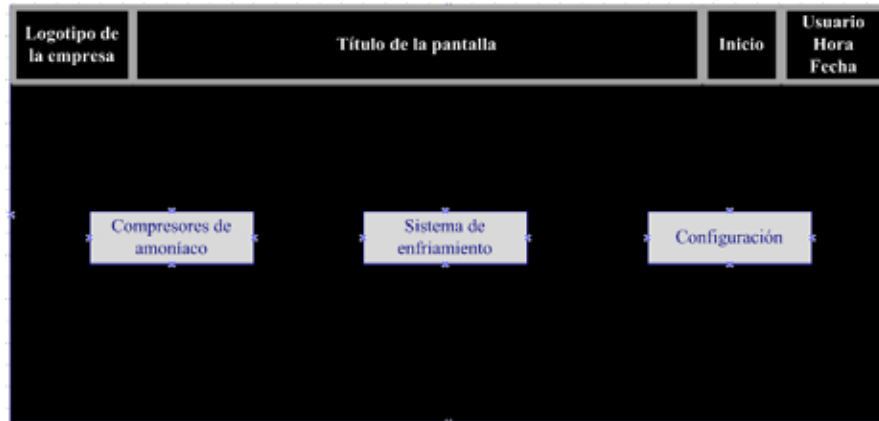 Logotipo de
la empresa
Título de la pantalla
Inicio
Usuario
Hora
Fecha
Compresores de
amoníaco
Sistema de
enfriamiento
Configuración